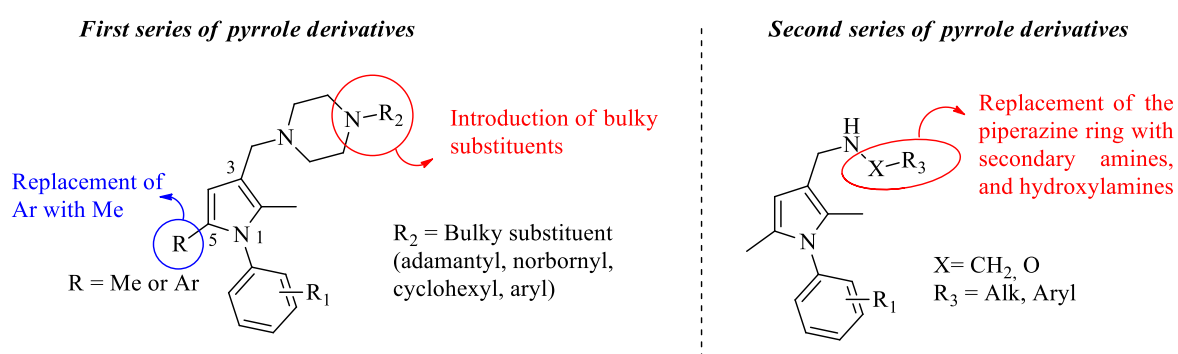 First series of pyrrole derivatives
N
N
R2
Introduction of bulky
substituents
3
Replacement of
Ar with Me
R
5
N
1
R = Me or Ar
R1
R2 = Bulky substituent
(adamantyl, norbornyl,
cyclohexyl, aryl)
Second series of pyrrole derivatives
Replacement of the
piperazine ring with
secondary amines,
and hydroxylamines
H
N
X
R3
N
R1
X= CH2, O
R3 = Alk, Aryl